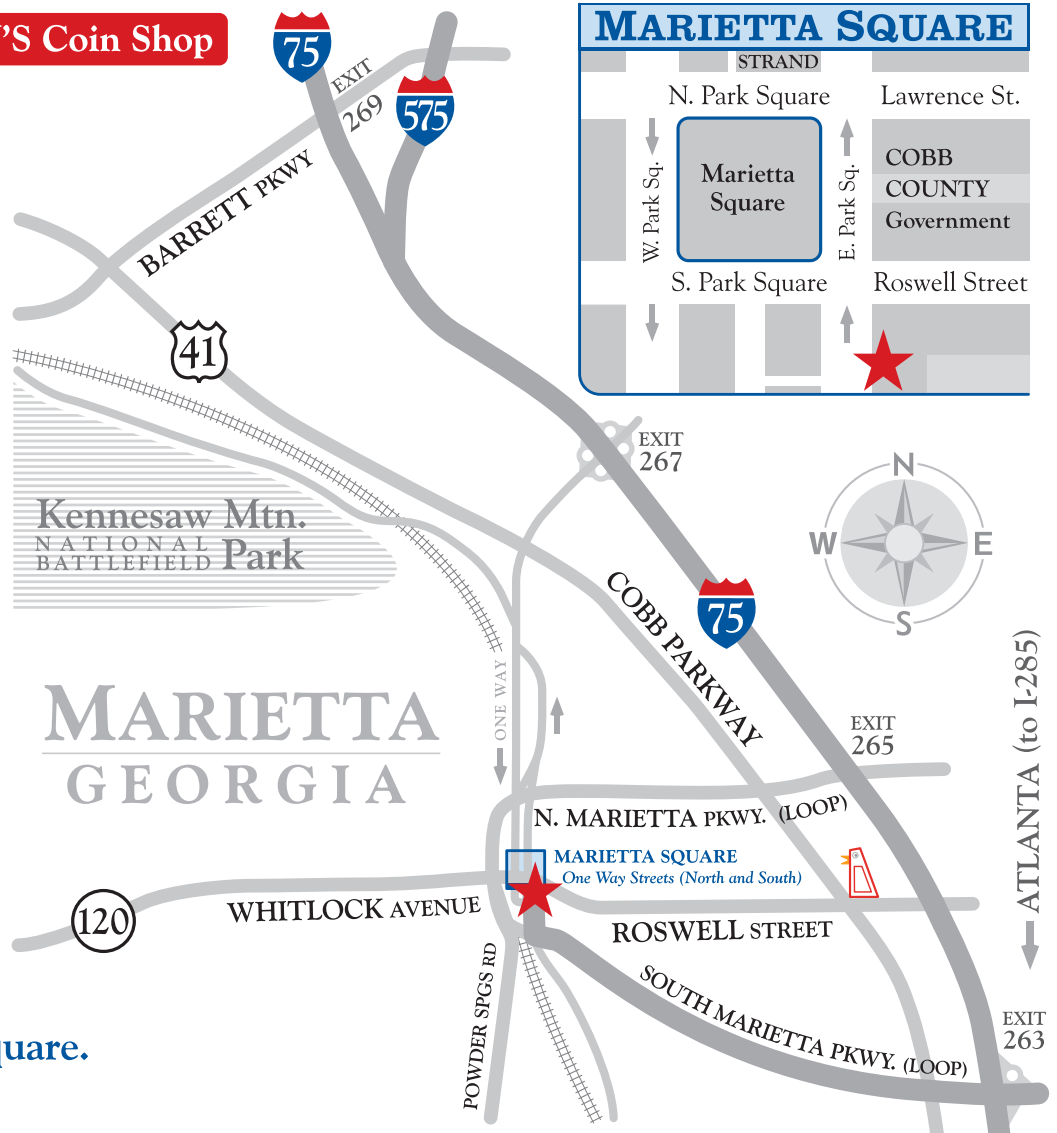 'S Coin Shop
75
EXIT
269
575
BARRETT PKWY
41
MARIETTA SQUARE
STRAND
N. Park Square
Lawrence St.
W. Park Sq.
Marietta
Square
E. Park Sq.
COBB
COUNTY
Government
S. Park Square
Roswell Street
EXIT
267
N
W
E
S
Kennesaw Mtn.
NATIONAL
BATTLEFIELD
Park
COBB PARKWAY
75
ONE WAY
MARIETTA
GEORGIA
EXIT
265
ATLANTA (to I-285)
N. MARIETTA PKWY. (LOOP)
MARIETTA SQUARE
One Way Streets (North and South)
120
WHITLOCK AVENUE
ROSWELL STREET
POWDER SPGS RD
SOUTH MARIETTA PKWY. (LOOP)
EXIT
263
quare.